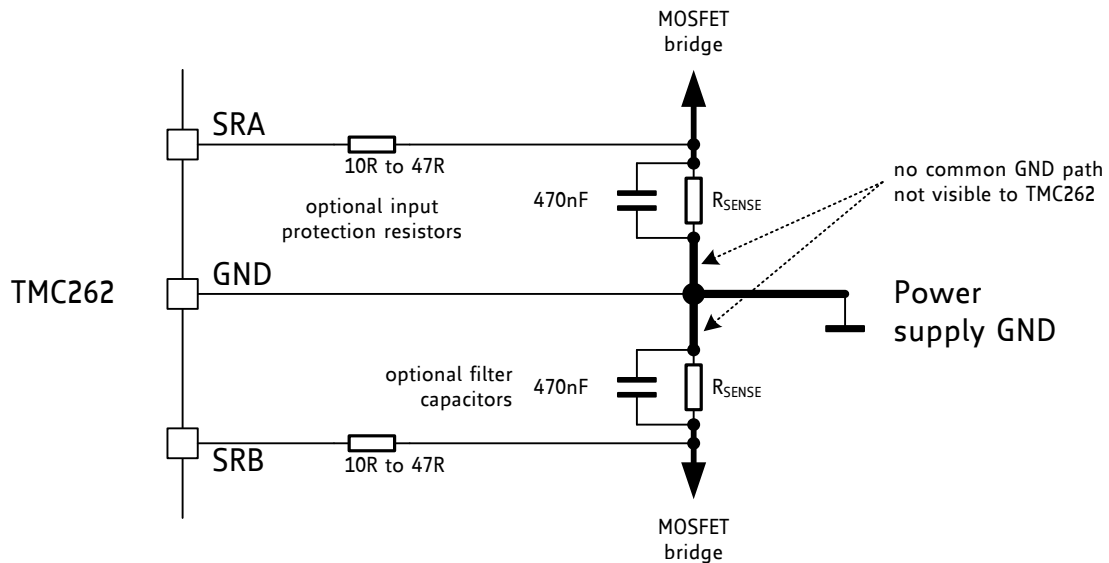 MOSFET
bridge
SRA
10R to 47R
optional input
protection resistors
470nF
RSENSE
no common GND path
not visible to TMC262
TMC262
GND
Power
supply GND
optional filter
capacitors
470nF
RSENSE
SRB
10R to 47R
MOSFET
bridge